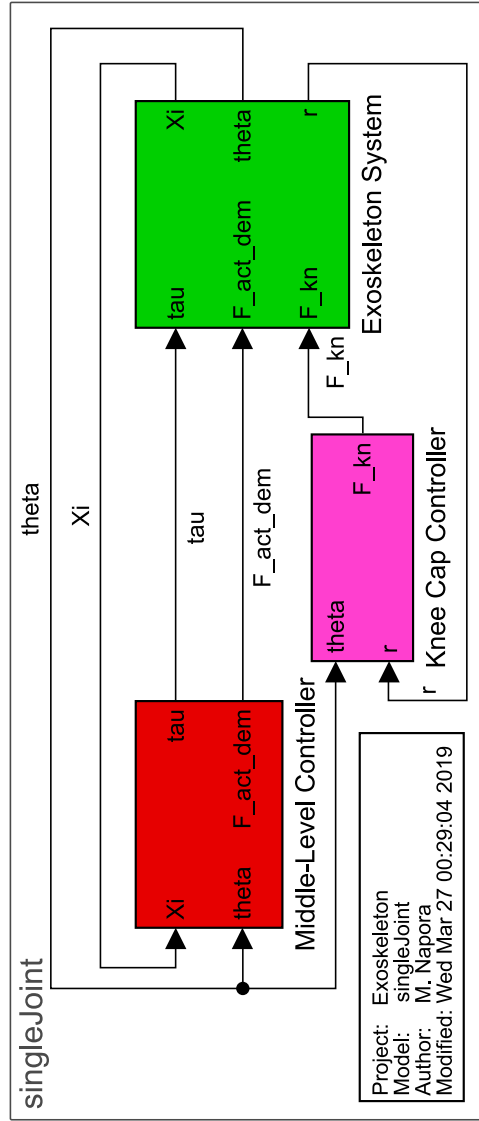 singleJoint
theta
Xi
Xi
theta
tau
F_act_dem
Middle-Level Controller
tau
F_act_dem
tau
F_act_dem
F_kn
Xi
theta
r
Exoskeleton System
theta
r
F_kn
Knee Cap Controller
F_kn
r
Project: Exoskeleton
Model: singleJoint
Author: M. Napora
Modified: Wed Mar 27 00:29:04 2019